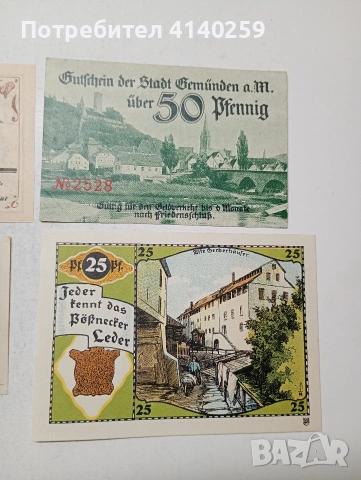 Потребител 4140259
Gutschein der Stadt Gemünden a.M.
über 50 Pfennig
No 2528
Gültig für den Geldverkehr bis 6 Monate
nach Friedensschluß.
25 25
Alte Gerberhäuser.
Pf. 25 Pf.
Jeder
kennt das
Pößnecker
Leder
25 25
BAZAR.BG